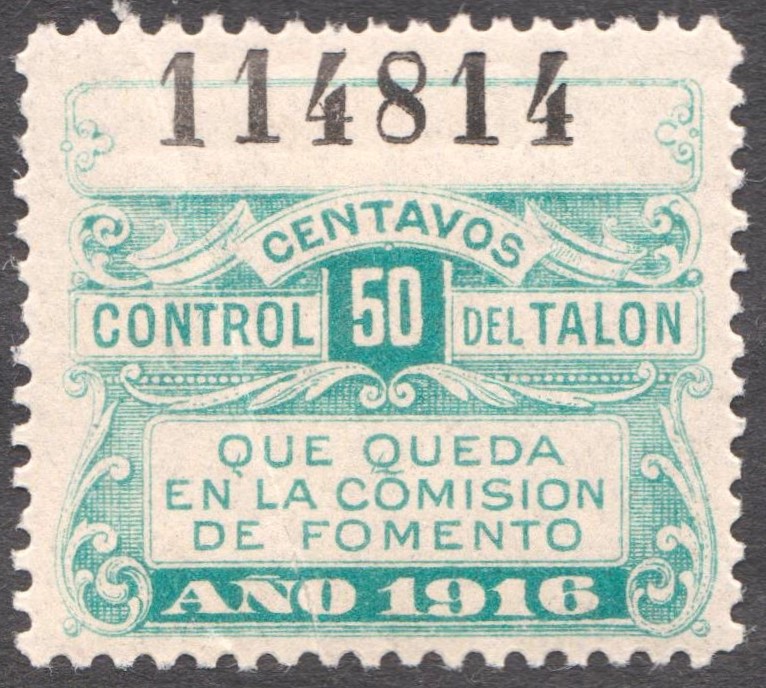 114814
CENTAVOS
CONTROL 50 DEL TALON
QUE QUEDA
EN LA COMISION
DE FOMENTO
AÑO 1916